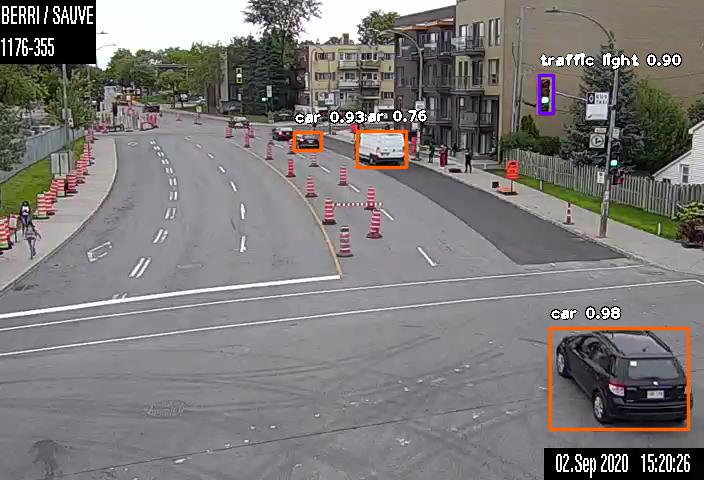 BERRI / SAUVE
1176-355
traffic light 0.90
car 0.93
car 0.76
car 0.98
02.Sep 2020 15:20:26